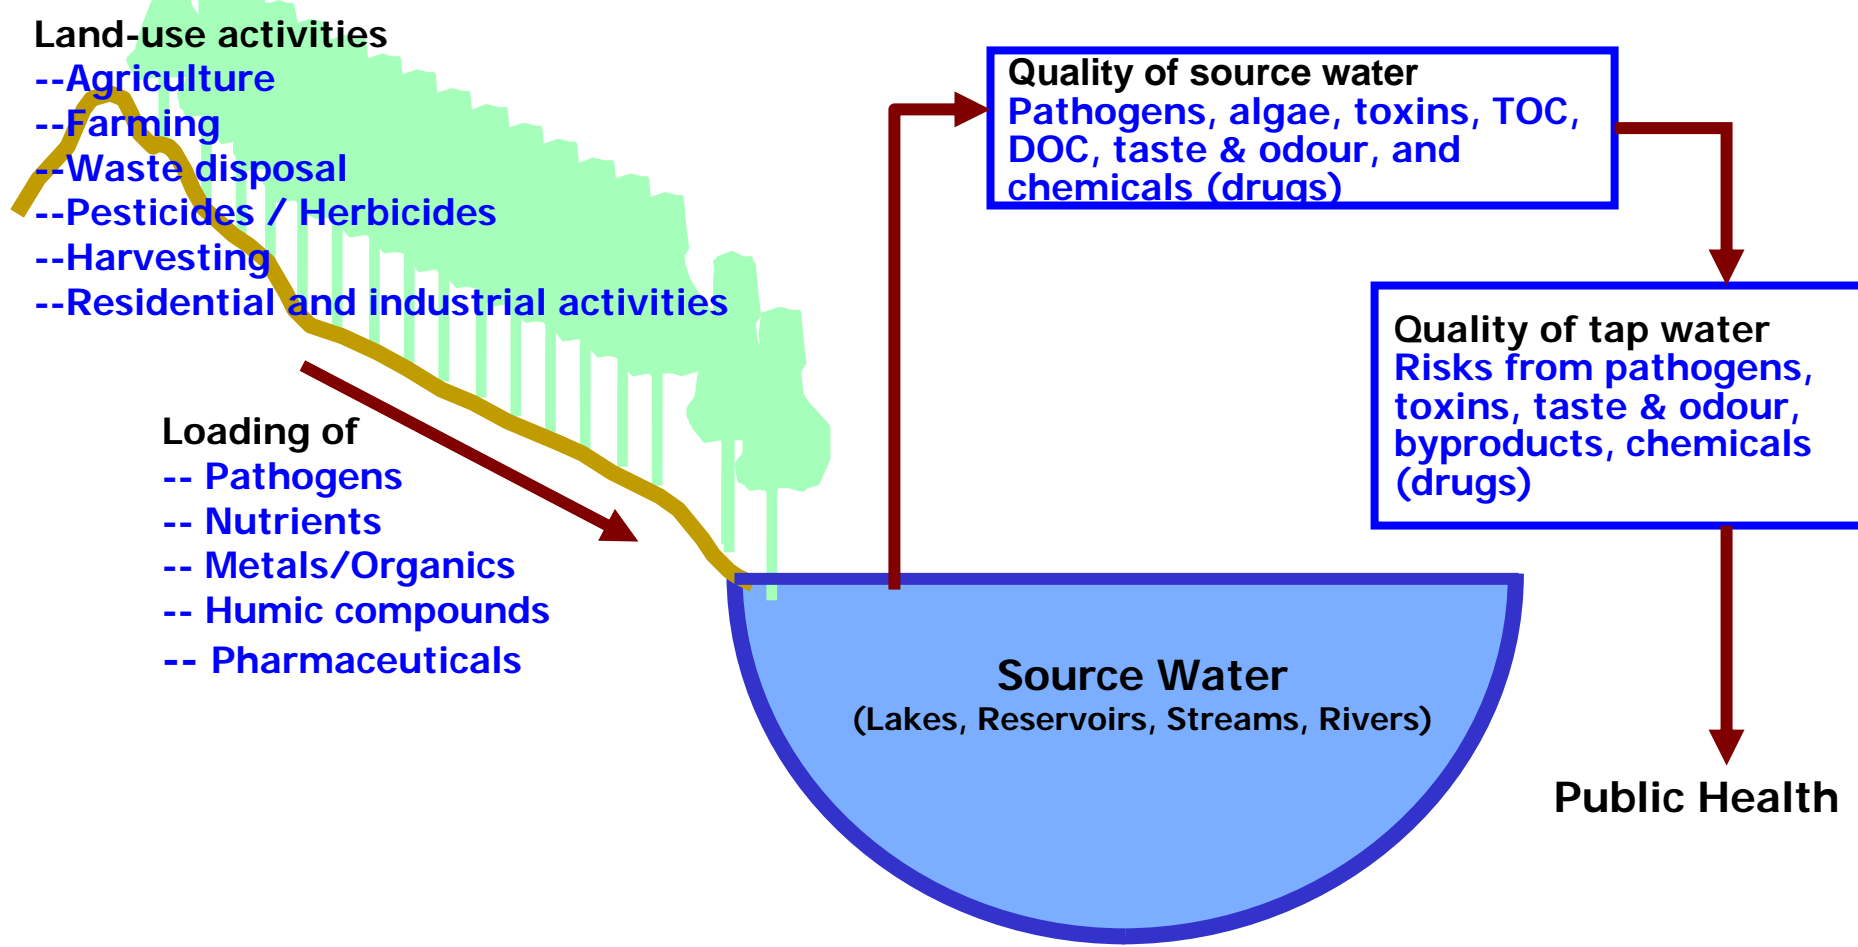 Land-use activities
--Agriculture
--Farming
--Waste disposal
--Pesticides / Herbicides
--Harvesting
--Residential and industrial activities
Loading of
-- Pathogens
-- Nutrients
-- Metals/Organics
-- Humic compounds
-- Pharmaceuticals
Quality of source water
Pathogens, algae, toxins, TOC,
DOC, taste & odour, and
chemicals (drugs)
Quality of tap water
Risks from pathogens,
toxins, taste & odour,
byproducts, chemicals
(drugs)
Source Water
(Lakes, Reservoirs, Streams, Rivers)
Public Health